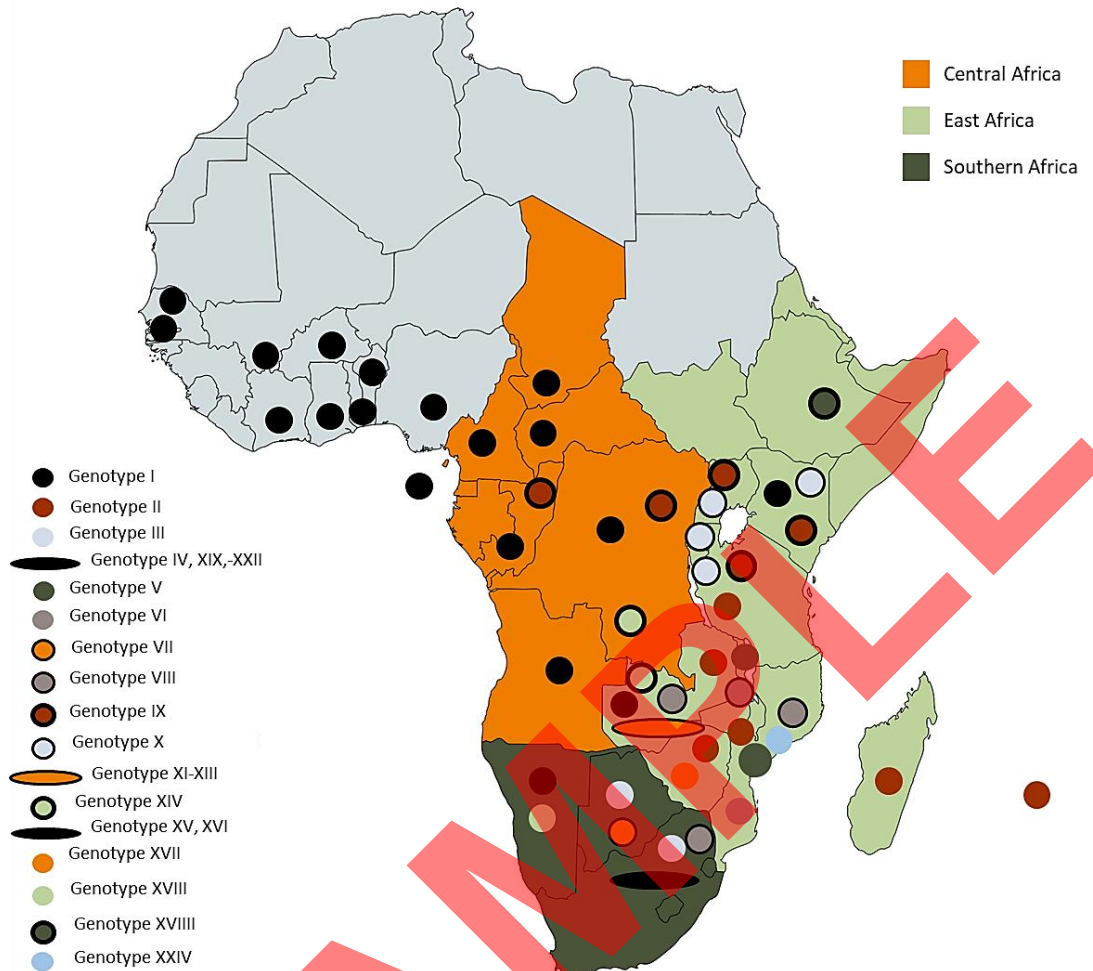 Central Africa
East Africa
Southern Africa
Genotype I
Genotype II
Genotype III
Genotype IV, XIX,-XXII
Genotype V
Genotype VI
Genotype VII
Genotype VIII
Genotype IX
Genotype X
Genotype XI-XIII
Genotype XIV
Genotype XV, XVI
Genotype XVII
Genotype XVIII
Genotype XVIIII
Genotype XXIV
AMPLE